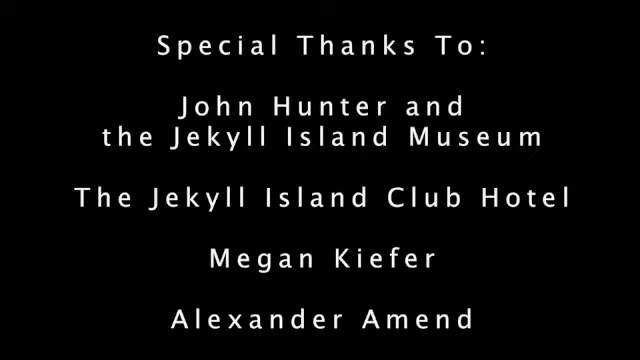 Special Thanks To:
John Hunter and
the Jekyll Island Museum
The Jekyll Island Club Hotel
Megan Kiefer
Alexander Amend